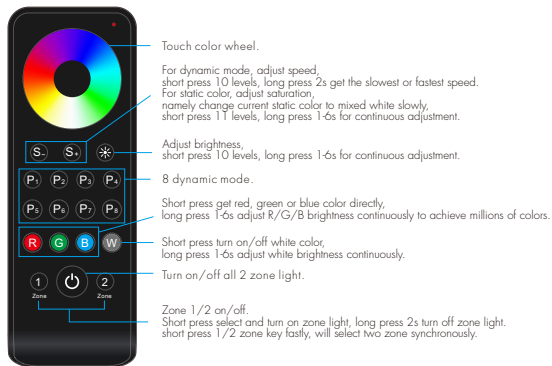 Touch color wheel.
For dynamic mode, adjust speed,
short press 10 levels, long press 2s get the slowest or fastest speed.
For static color, adjust saturation,
namely change current static color to mixed white slowly,
short press 11 levels, long press 1-6s for continuous adjustment.
S- S+
Adjust brightness,
short press 10 levels, long press 1-6s for continuous adjustment.
P1 P2 P3 P4
8 dynamic mode.
P5 P6 P7 P8
Short press get red, green or blue color directly,
long press 1-6s adjust R/G/B brightness continuously to achieve millions of colors.
R G B W
Short press turn on/off white color,
long press 1-6s adjust white brightness continuously.
Turn on/off all 2 zone light.
1 2
Zone Zone
Zone 1/2 on/off.
Short press select and turn on zone light, long press 2s turn off zone light.
short press 1/2 zone key fastly, will select two zone synchronously.